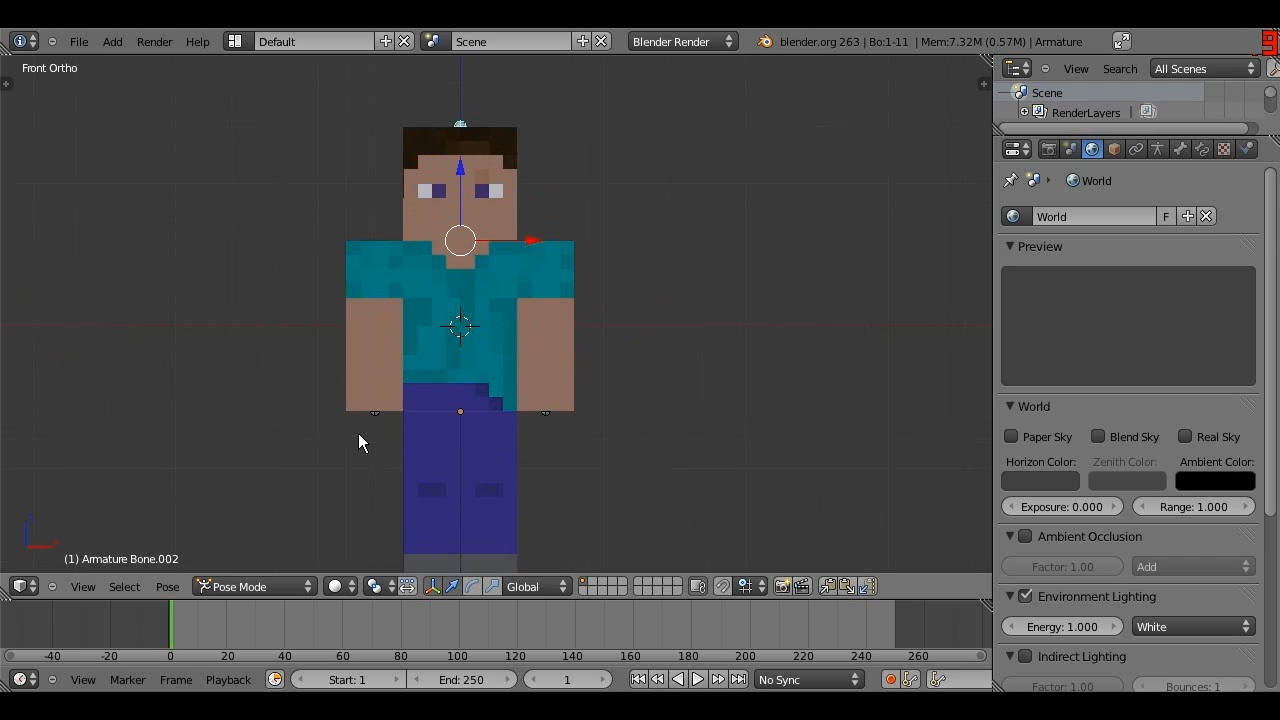 File Add Render Help Default Scene Blender Render blender.org 263 | Bo:1-11 | Mem:7.32M (0.57M) | Armature
Front Ortho
View Search All Scenes
Scene
RenderLayers
World
World F
Preview
World
Paper Sky Blend Sky Real Sky
Horizon Color: Zenith Color: Ambient Color:
Exposure: 0.000 Range: 1.000
Ambient Occlusion
Factor: 1.00 Add
Environment Lighting
Energy: 1.000 White
Indirect Lighting
Factor: 1.00 Bounces: 1
(1) Armature Bone.002
View Select Pose Pose Mode Global
-40 -20 0 20 40 60 80 100 120 140 160 180 200 220 240 260
View Marker Frame Playback Start: 1 End: 250 1 No Sync